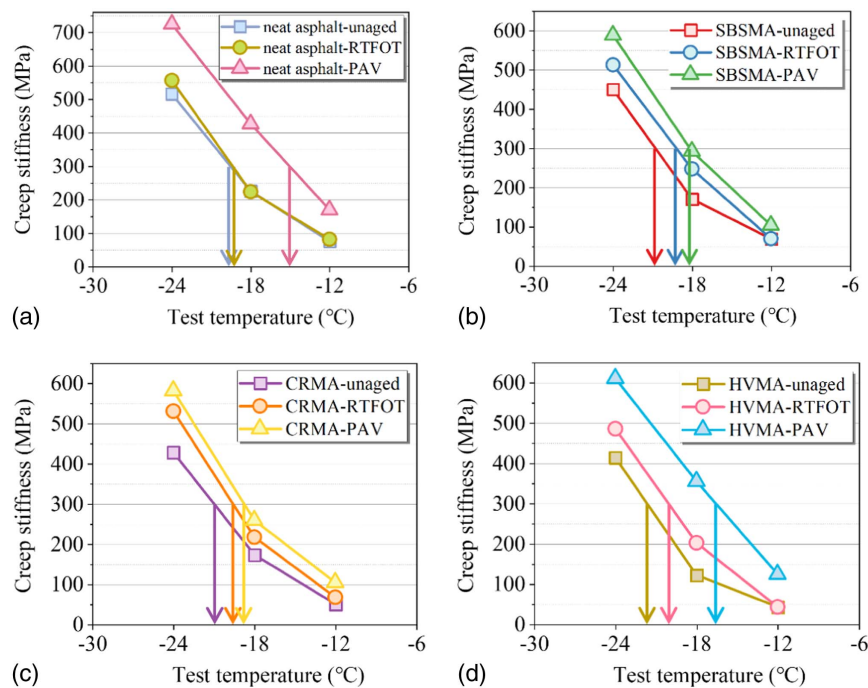 Creep stiffness (MPa)
700
600
500
400
300
200
100
0
neat asphalt-unaged
neat asphalt-RTFOT
neat asphalt-PAV
-30
-24
-18
-12
-6
(a)
Test temperature (℃)
Creep stiffness (MPa)
600
500
400
300
200
100
0
SBSMA-unaged
SBSMA-RTFOT
SBSMA-PAV
-30
-24
-18
-12
-6
(b)
Test temperature (℃)
Creep stiffness (MPa)
600
500
400
300
200
100
0
CRMA-unaged
CRMA-RTFOT
CRMA-PAV
-30
-24
-18
-12
-6
(c)
Test temperature (℃)
Creep stiffness (MPa)
600
500
400
300
200
100
0
HVMA-unaged
HVMA-RTFOT
HVMA-PAV
-30
-24
-18
-12
-6
(d)
Test temperature (℃)